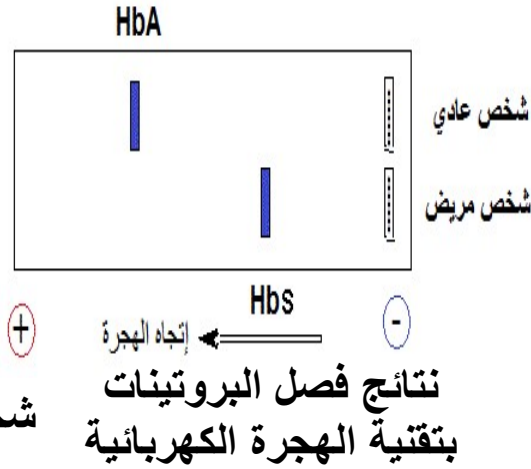 HbA
شخص عادي
شخص مريض
HbS
إتجاه الهجرة
+
-
نتائج فصل البروتينات
بتقنية الهجرة الكهربائية